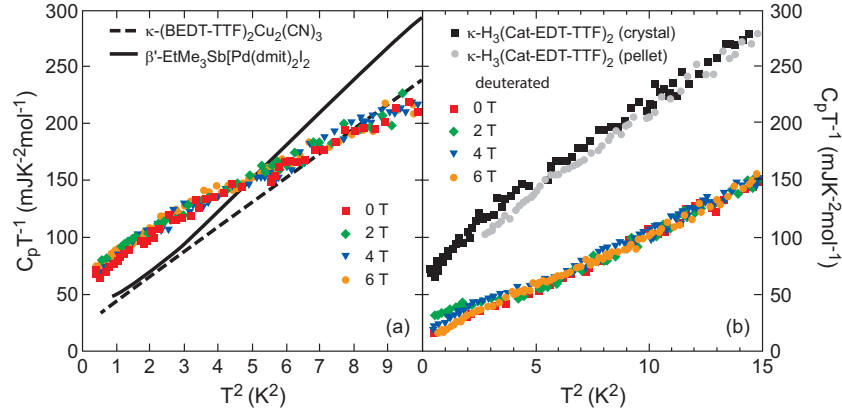 κ-(BEDT-TTF)2Cu2(CN)3
β'-EtMe3Sb[Pd(dmit)2I2
0 T
2 T
4 T
6 T
(a)
CpT-1 (mJK-2mol-1)
300
250
200
150
100
50
0
0 1 2 3 4 5 6 7 8 9
T2 (K2)
κ-H3(Cat-EDT-TTF)2 (crystal)
κ-H3(Cat-EDT-TTF)2 (pellet)
deuterated
0 T
2 T
4 T
6 T
(b)
300
250
200
150
100
50
0
CpT-1 (mJK-2mol-1)
0 5 10 15
T2 (K2)